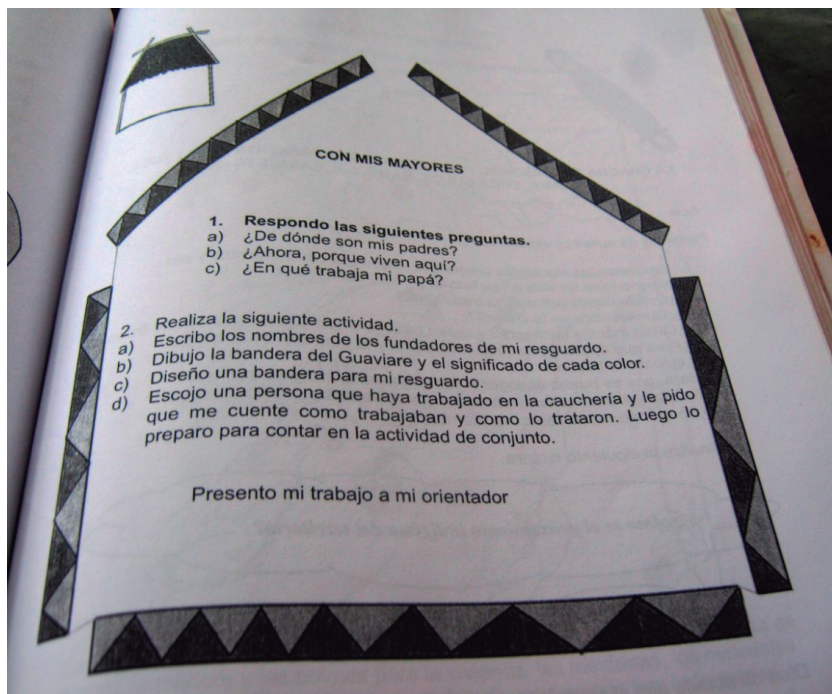 CON MIS MAYORES
1. Respondo las siguientes preguntas.
a) ¿De dónde son mis padres?
b) ¿Ahora, porque viven aquí?
c) ¿En qué trabaja mi papá?
2. Realiza la siguiente actividad.
a) Escribo los nombres de los fundadores de mi resguardo.
b) Dibujo la bandera del Guaviare y el significado de cada color.
c) Diseño una bandera para mi resguardo.
d) Escojo una persona que haya trabajado en la cauchería y le pido
que me cuente como trabajaban y como lo trataron. Luego lo
preparo para contar en la actividad de conjunto.
Presento mi trabajo a mi orientador